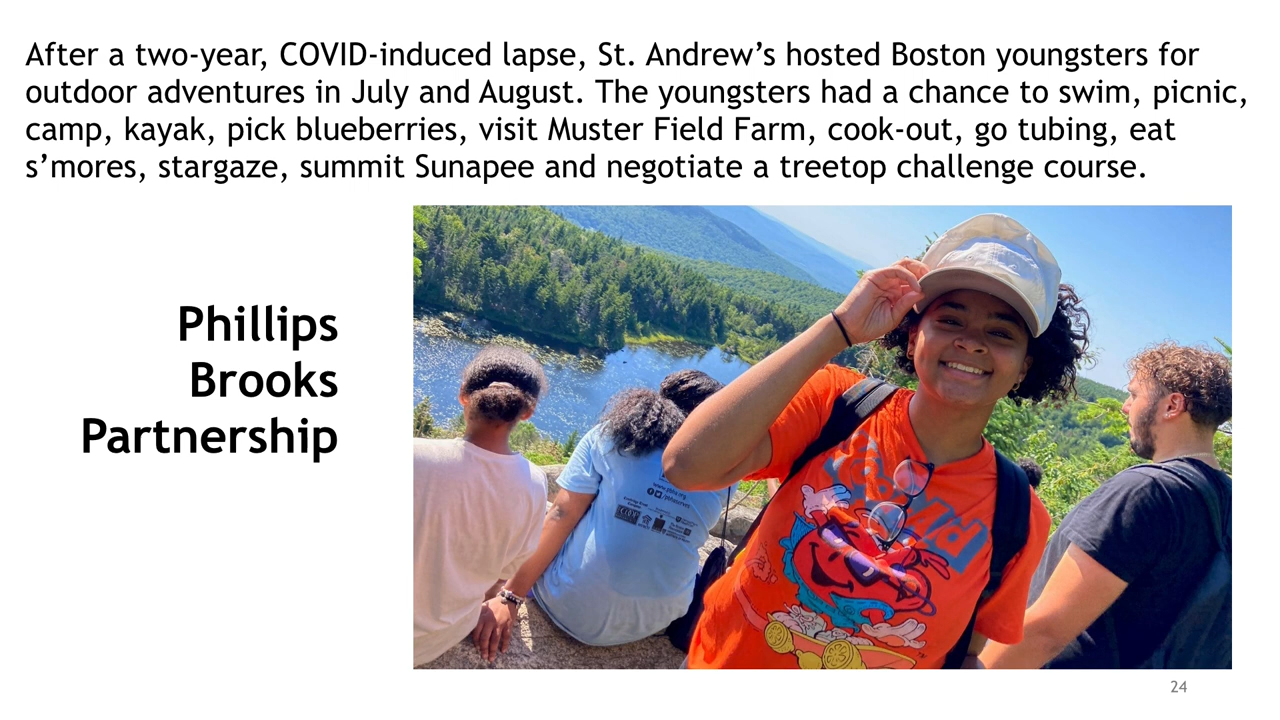 After a two-year, COVID-induced lapse, St. Andrew’s hosted Boston youngsters for
outdoor adventures in July and August. The youngsters had a chance to swim, picnic,
camp, kayak, pick blueberries, visit Muster Field Farm, cook-out, go tubing, eat
s’mores, stargaze, summit Sunapee and negotiate a treetop challenge course.
Phillips
Brooks
Partnership
24